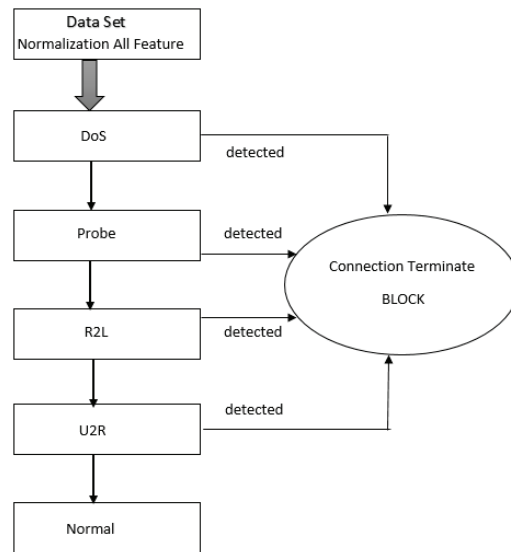 Data Set
Normalization All Feature
DoS
detected
Probe
detected
Connection Terminate
BLOCK
R2L
detected
U2R
detected
Normal